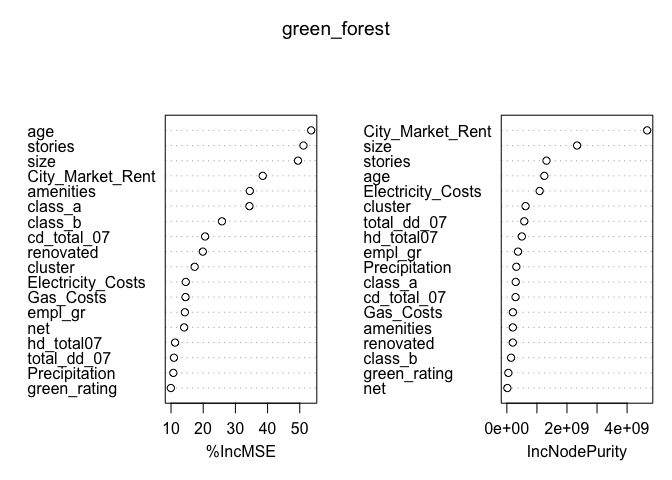 green_forest
age
stories
size
City_Market_Rent
amenities
class_a
class_b
cd_total_07
renovated
cluster
Electricity_Costs
Gas_Costs
empl_gr
net
hd_total07
total_dd_07
Precipitation
green_rating
10 20 30 40 50
%IncMSE
City_Market_Rent
size
stories
age
Electricity_Costs
cluster
total_dd_07
hd_total07
empl_gr
Precipitation
class_a
cd_total_07
Gas_Costs
amenities
renovated
class_b
green_rating
net
0e+00 2e+09 4e+09
IncNodePurity